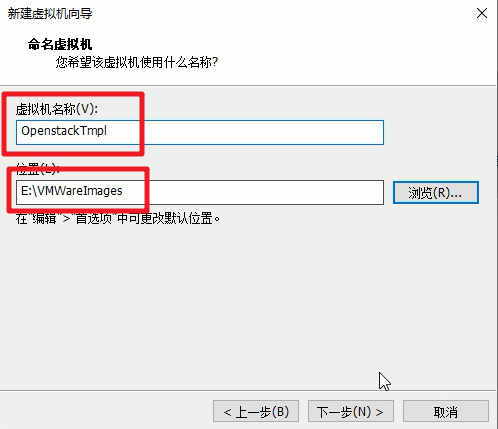 新建虚拟机向导
命名虚拟机
您希望该虚拟机使用什么名称?
虚拟机名称(V):
OpenstackTmpl
位置(L):
E:\VMWareImages
浏览(R)...
在"编辑">"首选项"中可更改默认位置。
< 上一步(B)
下一步(N) >
取消